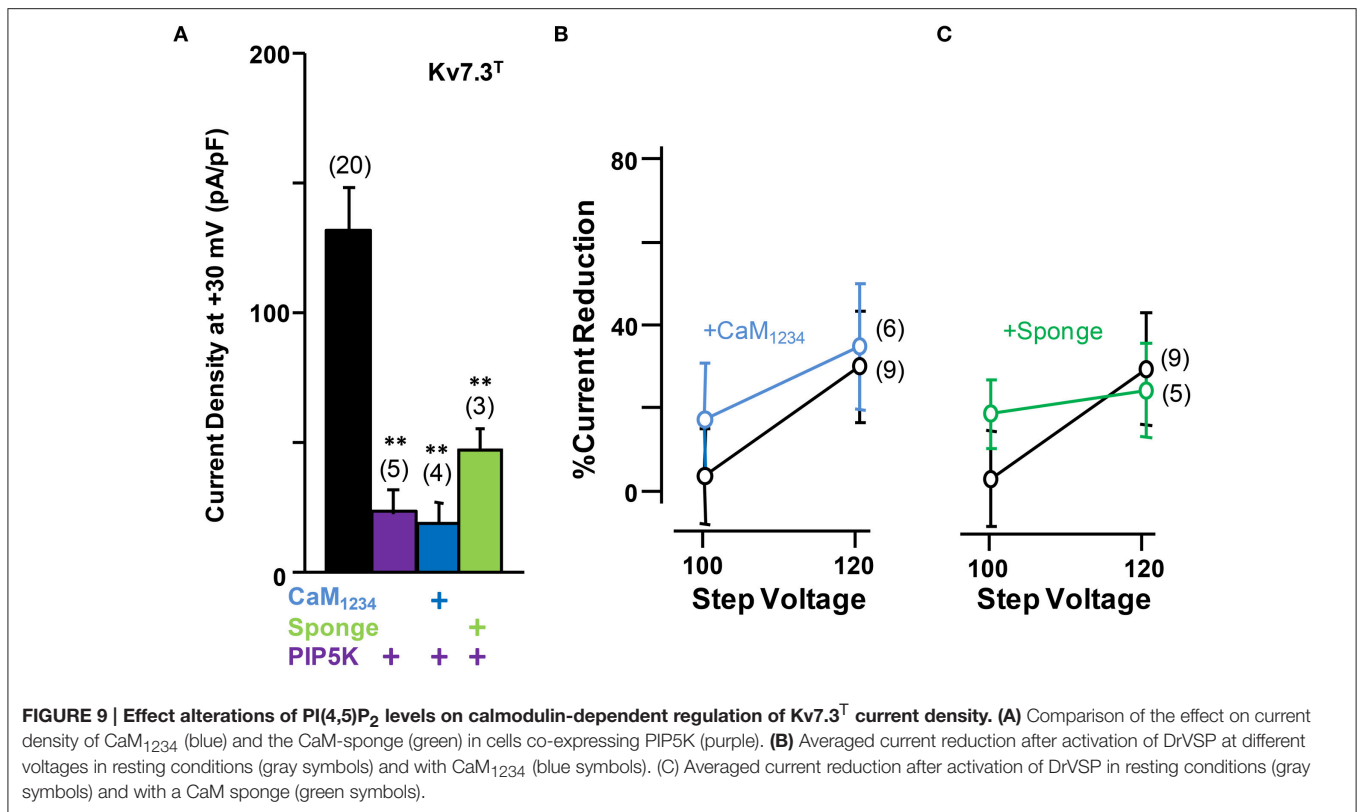 A
B
C
200
100
0
Current Density at +30 mV (pA/pF)
Kv7.3ᵀ
(20)
**
(5)
**
(4)
**
(3)
CaM₁₂₃₄ +
Sponge +
PIP5K + + +
80
40
0
%Current Reduction
+CaM₁₂₃₄
(6)
(9)
100 120
Step Voltage
+Sponge
(9)
(5)
100 120
Step Voltage
FIGURE 9 | Effect alterations of PI(4,5)P₂ levels on calmodulin-dependent regulation of Kv7.3ᵀ current density. (A) Comparison of the effect on current
density of CaM₁₂₃₄ (blue) and the CaM-sponge (green) in cells co-expressing PIP5K (purple). (B) Averaged current reduction after activation of DrVSP at different
voltages in resting conditions (gray symbols) and with CaM₁₂₃₄ (blue symbols). (C) Averaged current reduction after activation of DrVSP in resting conditions (gray
symbols) and with a CaM sponge (green symbols).